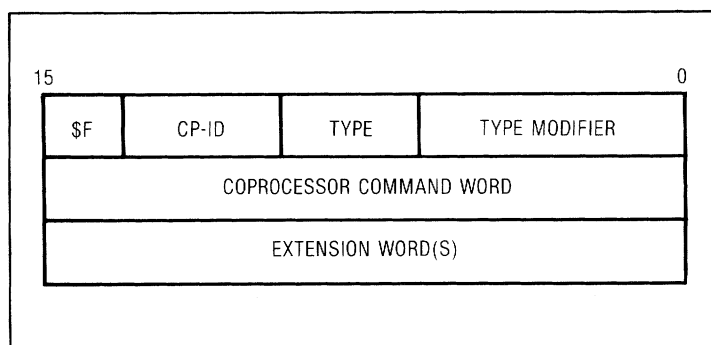 15 0
$F CP-ID TYPE TYPE MODIFIER
COPROCESSOR COMMAND WORD
EXTENSION WORD(S)